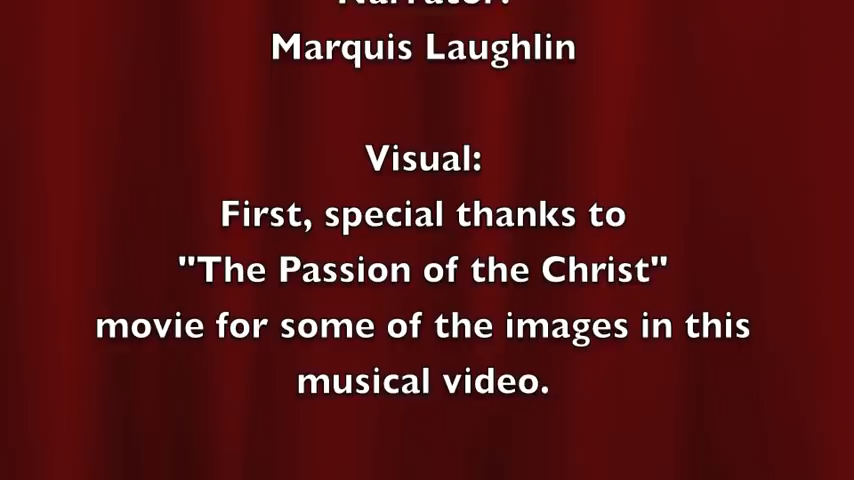 Narrator:
Marquis Laughlin
Visual:
First, special thanks to
"The Passion of the Christ"
movie for some of the images in this
musical video.